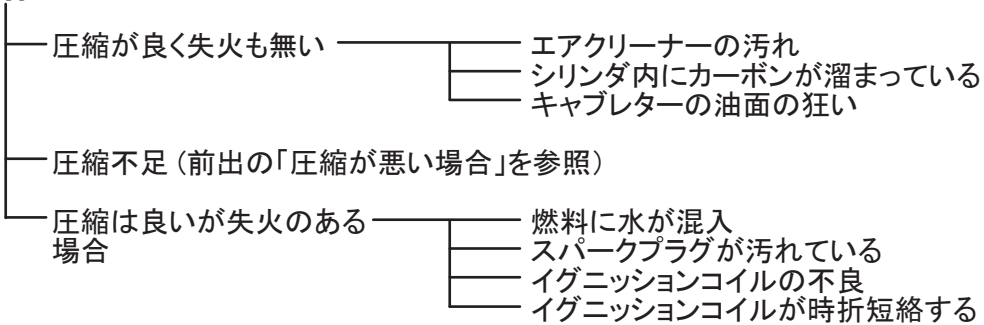 圧縮が良く失火も無い
エアクリーナーの汚れ
シリンダ内にカーボンが溜まっている
キャブレターの油面の狂い
圧縮不足（前出の「圧縮が悪い場合」を参照）
圧縮は良いが失火のある
場合
燃料に水が混入
スパークプラグが汚れている
イグニッションコイルの不良
イグニッションコイルが時折短絡する